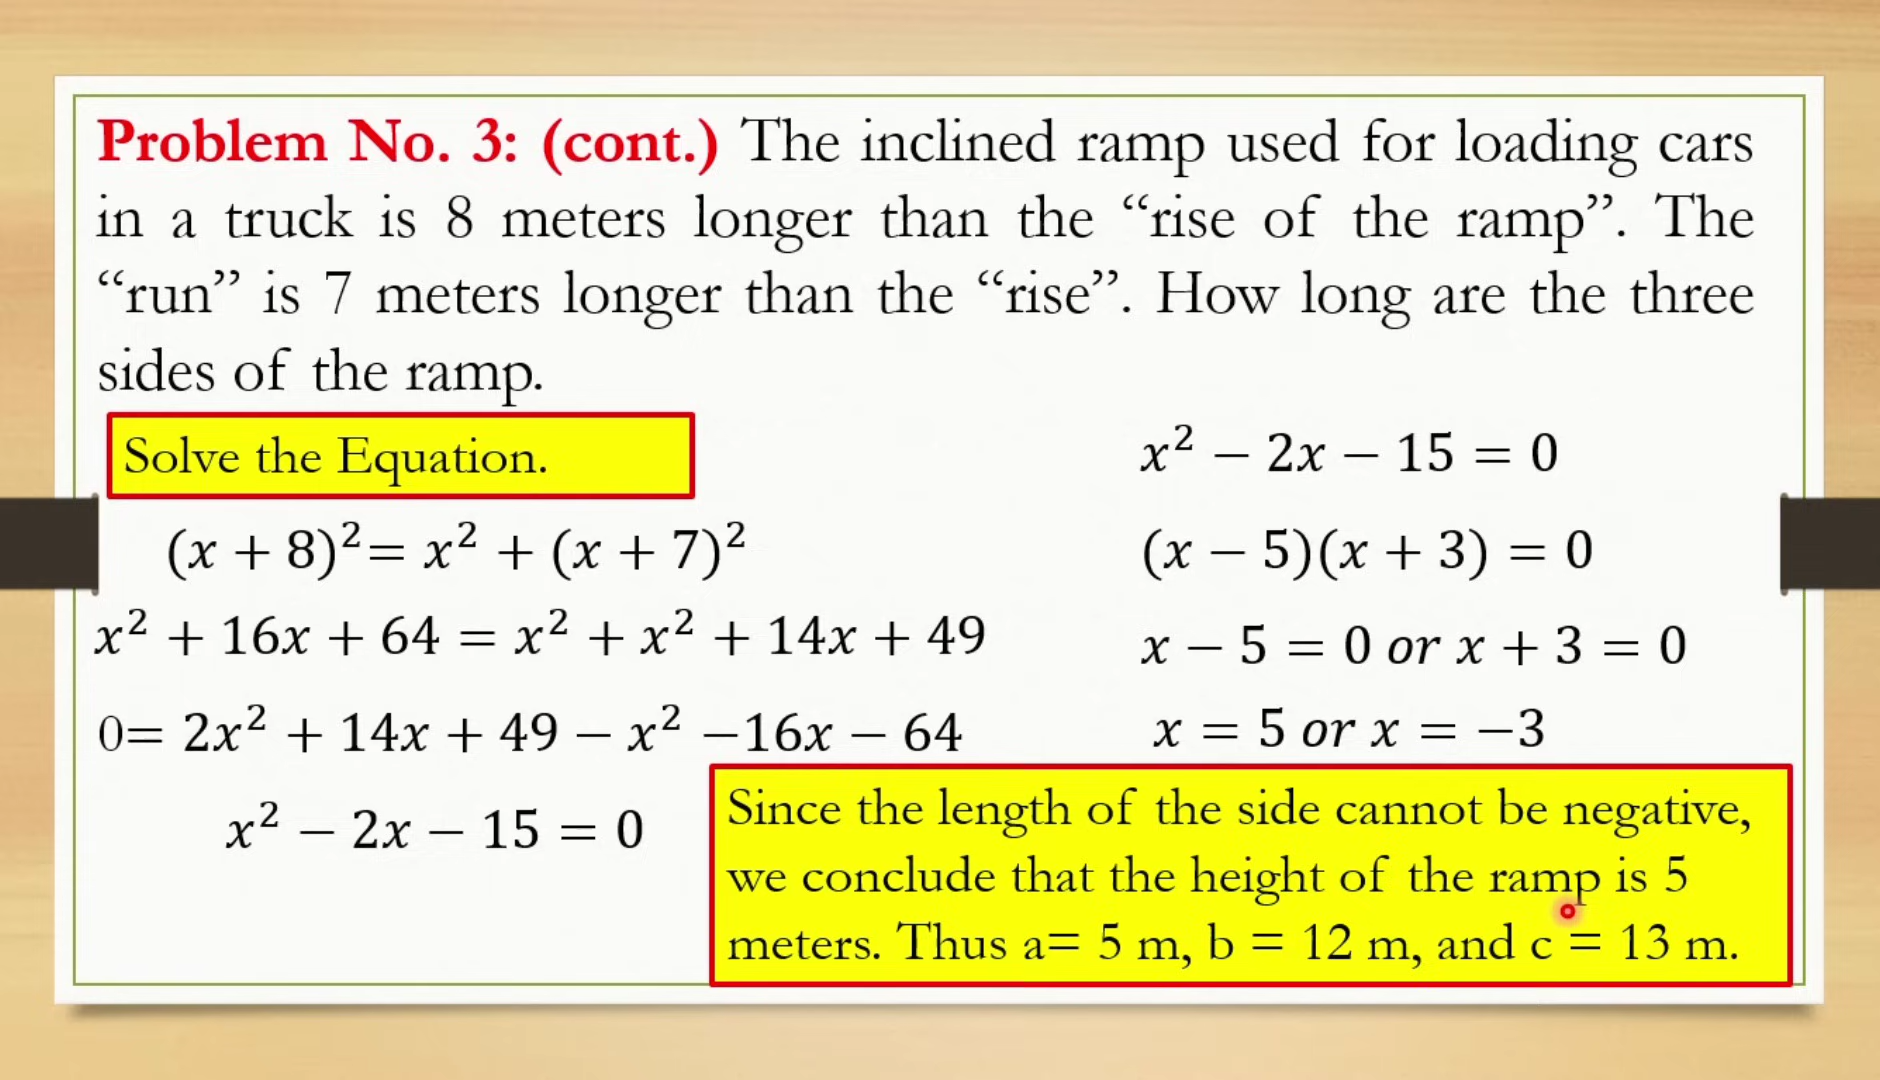 Problem No. 3: (cont.) The inclined ramp used for loading cars
in a truck is 8 meters longer than the “rise of the ramp”. The
“run” is 7 meters longer than the “rise”. How long are the three
sides of the ramp.
Solve the Equation.
(x + 8)²= x² + (x + 7)²
x² + 16x + 64 = x² + x² + 14x + 49
0= 2x² + 14x + 49 − x² −16x − 64
x² − 2x − 15 = 0
x² − 2x − 15 = 0
(x − 5)(x + 3) = 0
x − 5 = 0 or x + 3 = 0
x = 5 or x = −3
Since the length of the side cannot be negative,
we conclude that the height of the ramp is 5
meters. Thus a= 5 m, b = 12 m, and c = 13 m.